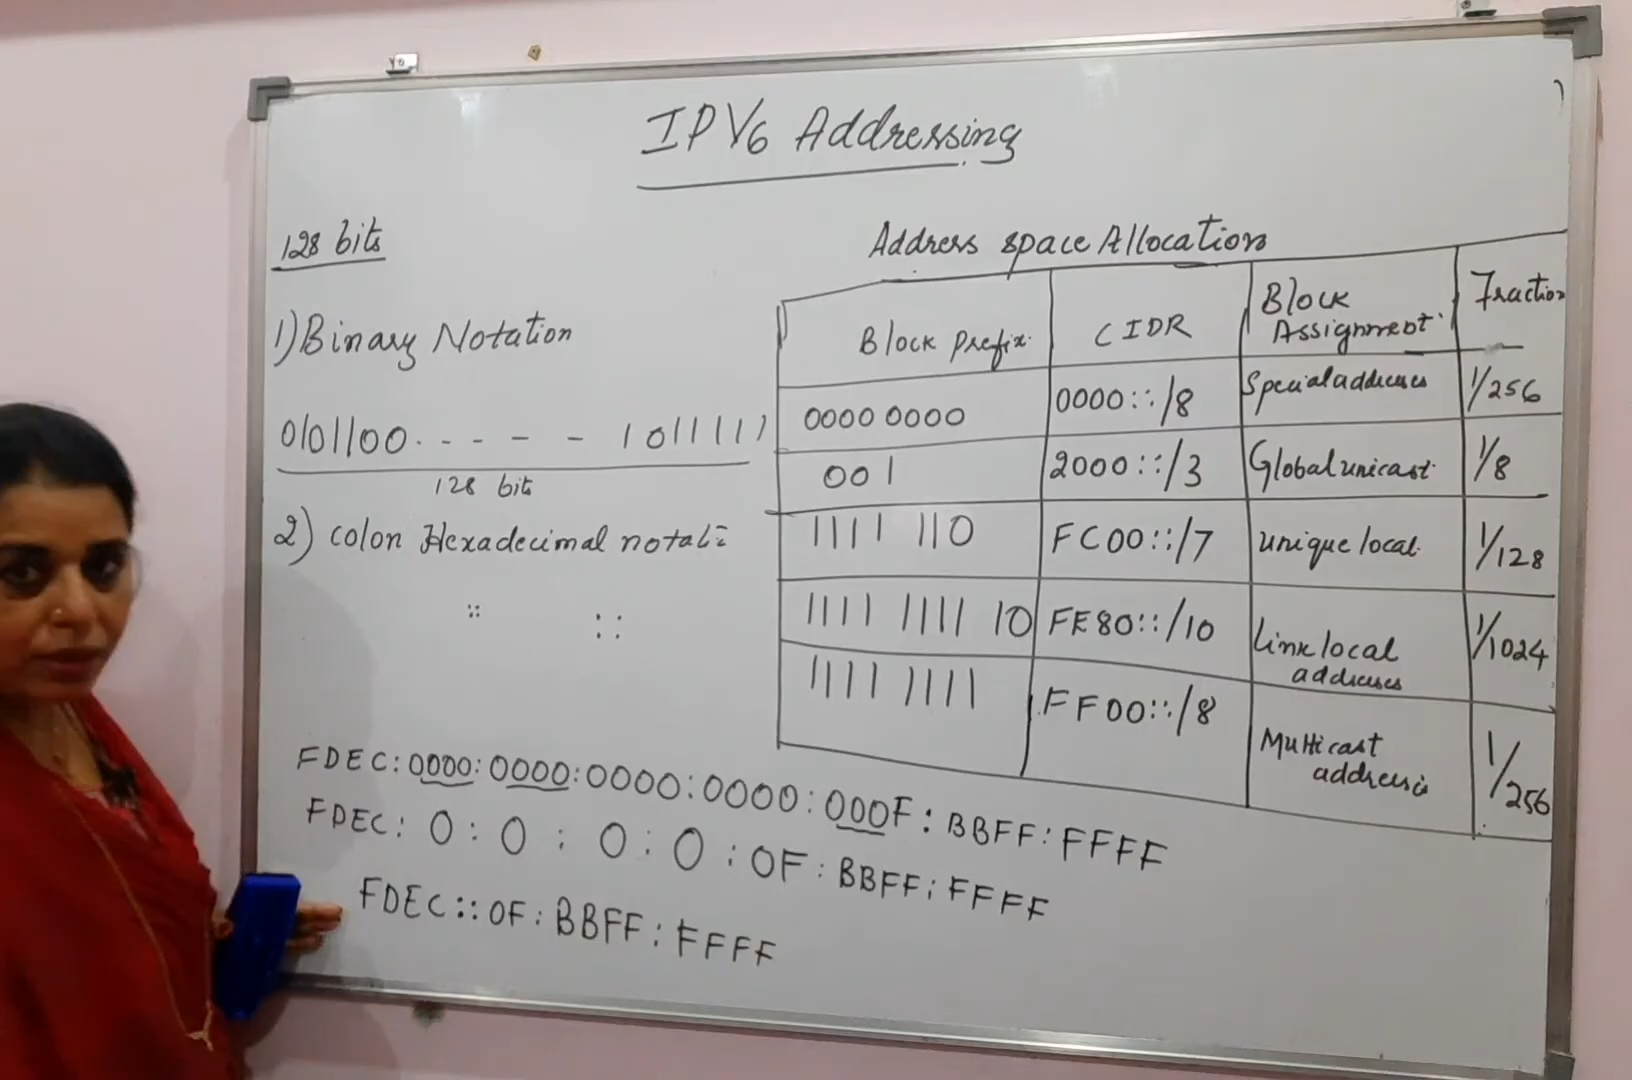 IPV6 Addressing
128 bits
1) Binary Notation
0101100 - - - - - 1011111
128 bits
2) colon Hexadecimal notati
:: ::
Address space Allocation
Block prefix CIDR Block Assignment Fraction
0000 0000 0000::/8 Special addresses 1/256
001 2000::/3 Global unicast 1/8
1111 110 FC00::/7 unique local 1/128
1111 1111 10 FE80::/10 link local addresses 1/1024
1111 1111 FF00::/8 Multicast address 1/256
FDEC:0000:0000:0000:0000:000F:BBFF:FFFF
FDEC:0:0:0:0:0F:BBFF:FFFF
FDEC::0F:BBFF:FFFF